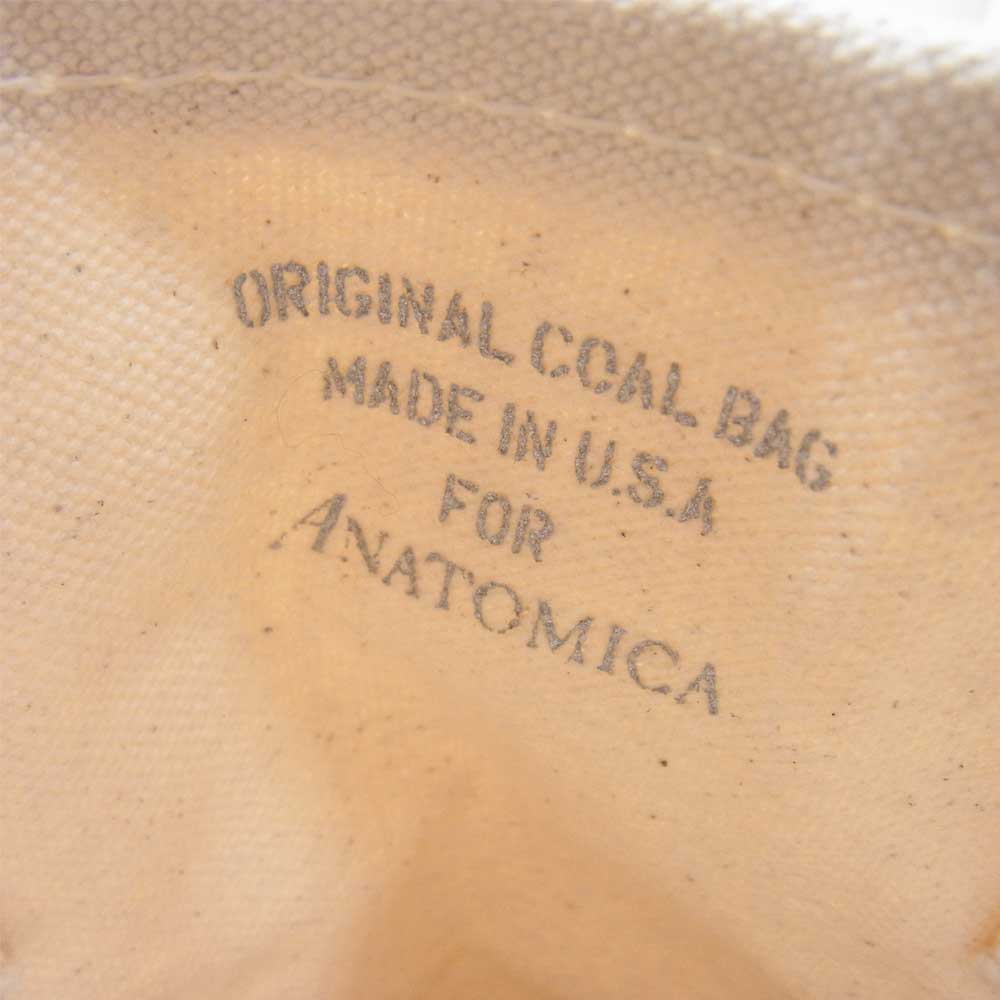 ORIGINAL COAL BAG
MADE IN U.S.A
FOR
ANATOMICA